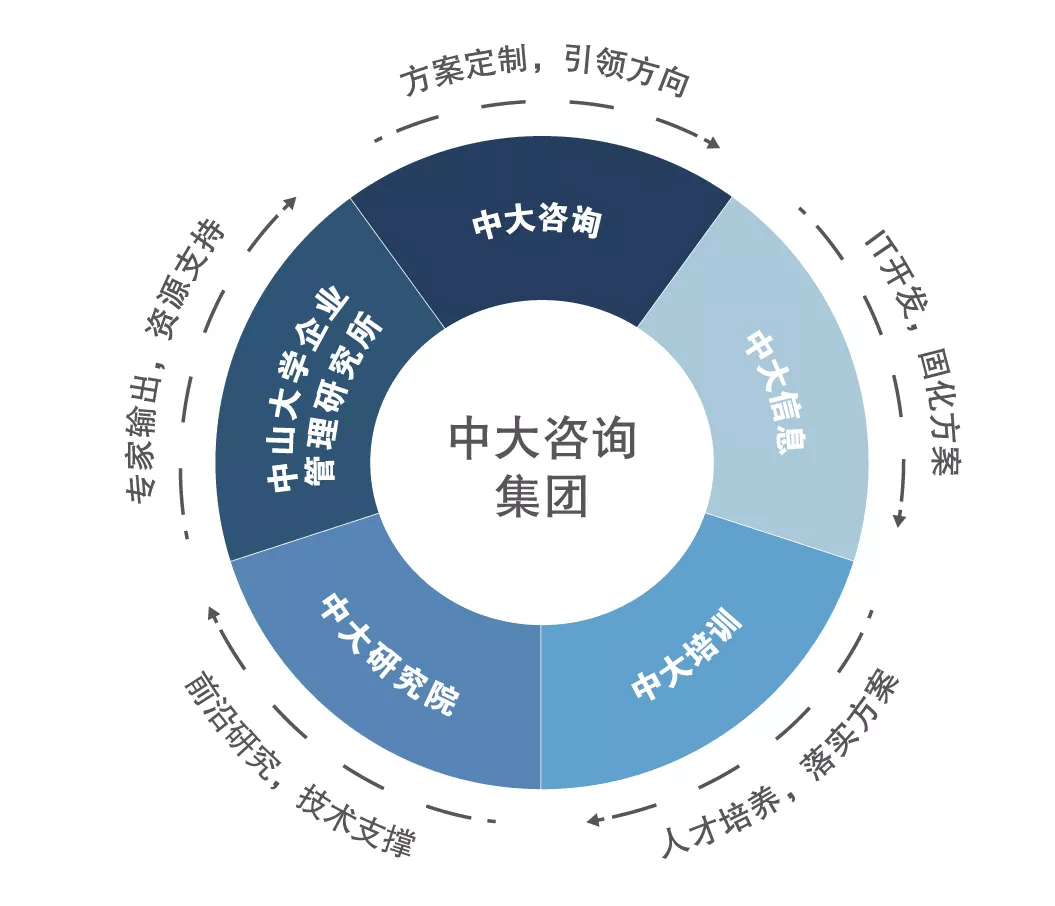 方案定制，引领方向
中大咨询
IT开发，固化方案
中大信息
人才培养，落实方案
中大培训
前沿研究，技术支撑
中大研究院
专家输出，资源支持
中山大学企业
管理研究所
中大咨询
集团